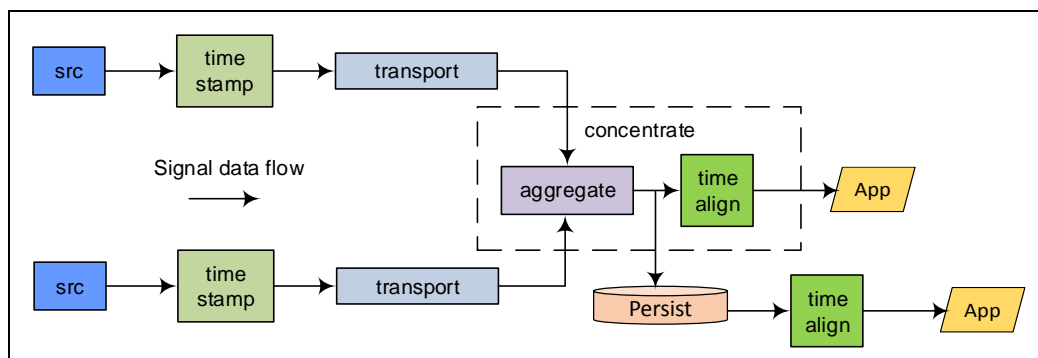 src
time
stamp
transport
concentrate
Signal data flow
aggregate
time
align
App
src
time
stamp
transport
Persist
time
align
App